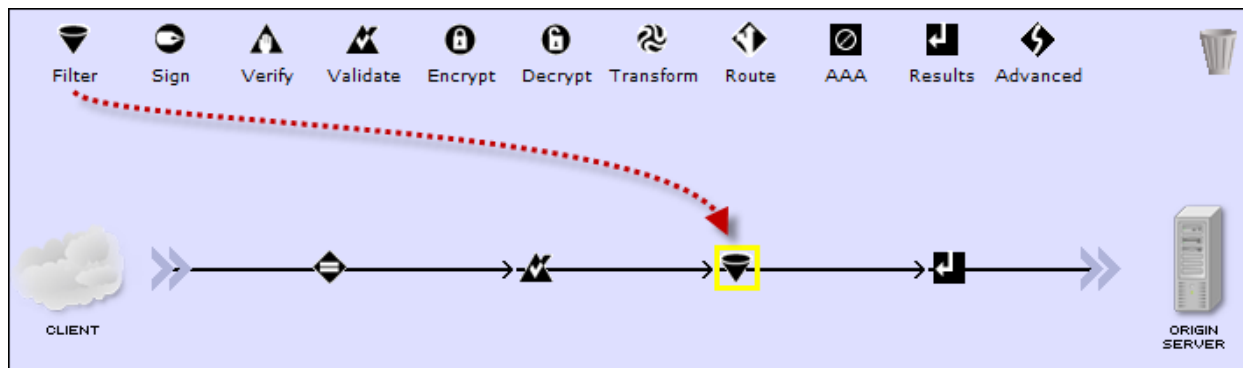 Filter Sign Verify Validate Encrypt Decrypt Transform Route AAA Results Advanced
CLIENT
ORIGIN
SERVER